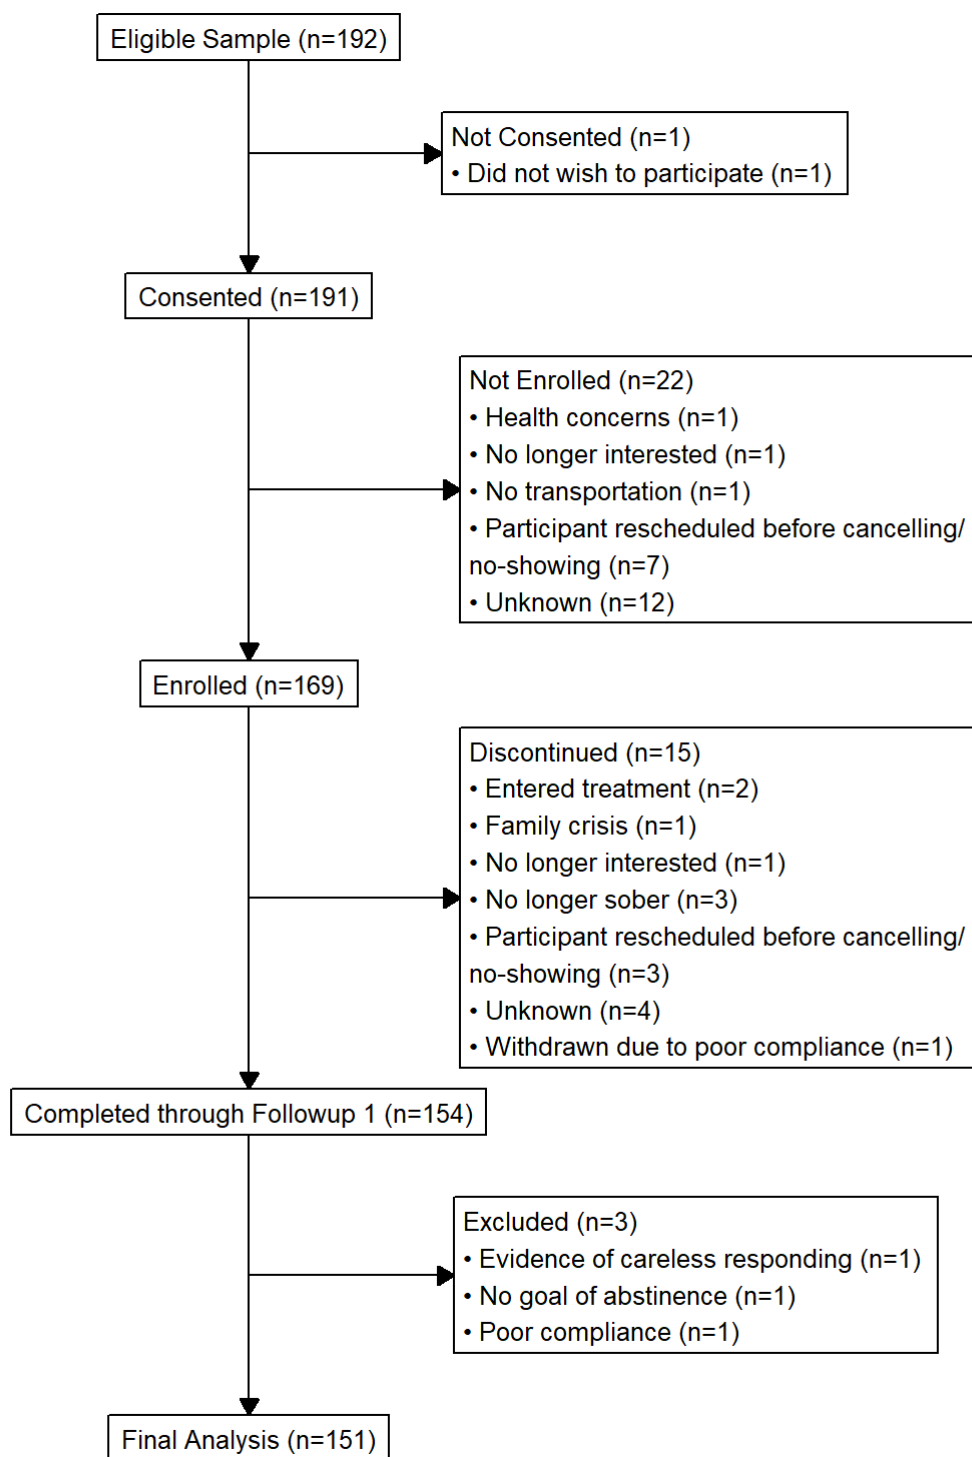 Eligible Sample (n=192)
Not Consented (n=1)
• Did not wish to participate (n=1)
Consented (n=191)
Not Enrolled (n=22)
• Health concerns (n=1)
• No longer interested (n=1)
• No transportation (n=1)
• Participant rescheduled before cancelling/
no-showing (n=7)
• Unknown (n=12)
Enrolled (n=169)
Discontinued (n=15)
• Entered treatment (n=2)
• Family crisis (n=1)
• No longer interested (n=1)
• No longer sober (n=3)
• Participant rescheduled before cancelling/
no-showing (n=3)
• Unknown (n=4)
• Withdrawn due to poor compliance (n=1)
Completed through Followup 1 (n=154)
Excluded (n=3)
• Evidence of careless responding (n=1)
• No goal of abstinence (n=1)
• Poor compliance (n=1)
Final Analysis (n=151)